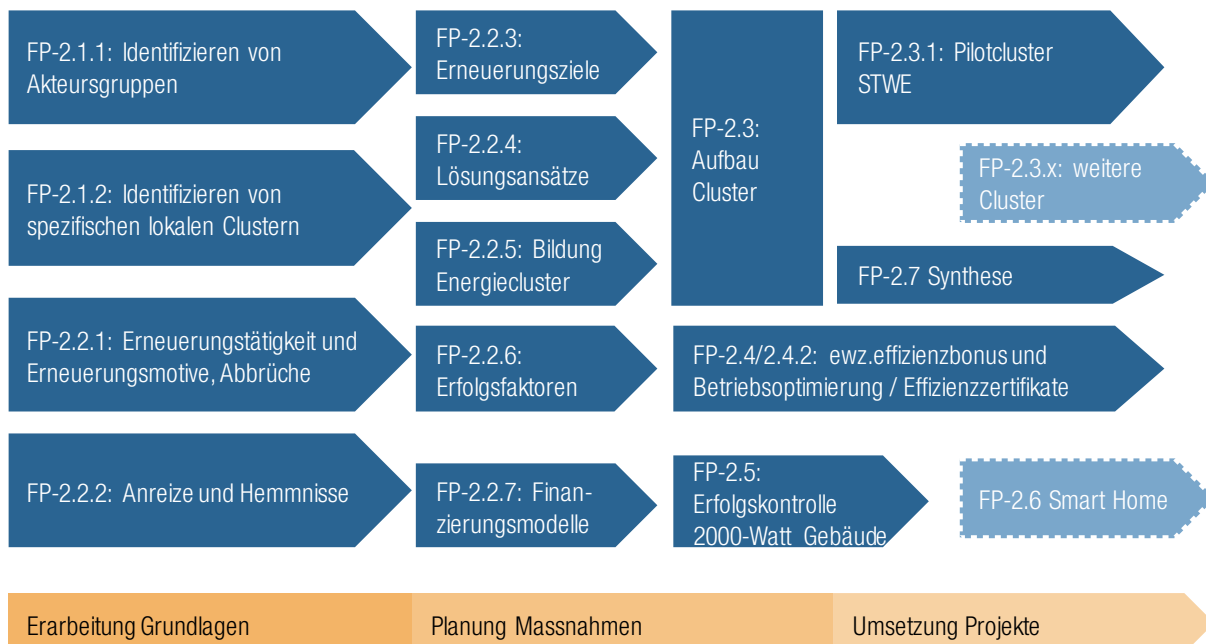 FP-2.1.1: Identifizieren von
Akteursgruppen
FP-2.1.2: Identifizieren von
spezifischen lokalen Clustern
FP-2.2.1: Erneuerungstätigkeit und
Erneuerungsmotive, Abbrüche
FP-2.2.2: Anreize und Hemmnisse
FP-2.2.3:
Erneuerungsziele
FP-2.2.4:
Lösungsansätze
FP-2.2.5: Bildung
Energiecluster
FP-2.2.6:
Erfolgsfaktoren
FP-2.2.7: Finan-
zierungsmodelle
FP-2.3:
Aufbau
Cluster
FP-2.3.1: Pilotcluster
STWE
FP-2.3.x: weitere
Cluster
FP-2.7 Synthese
FP-2.4/2.4.2: ewz.effizienzbonus und
Betriebsoptimierung / Effizienzzertifikate
FP-2.5:
Erfolgskontrolle
2000-Watt Gebäude
FP-2.6 Smart Home
Erarbeitung Grundlagen
Planung Massnahmen
Umsetzung Projekte